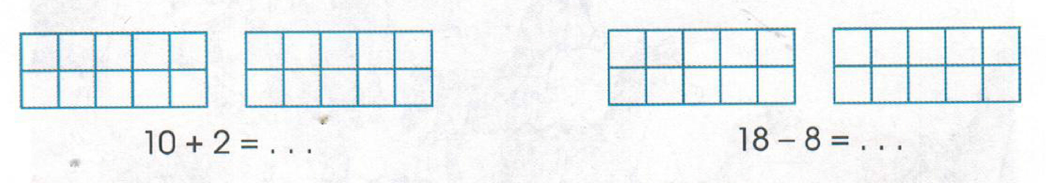 10 + 2 = . . .
18 – 8 = . . .